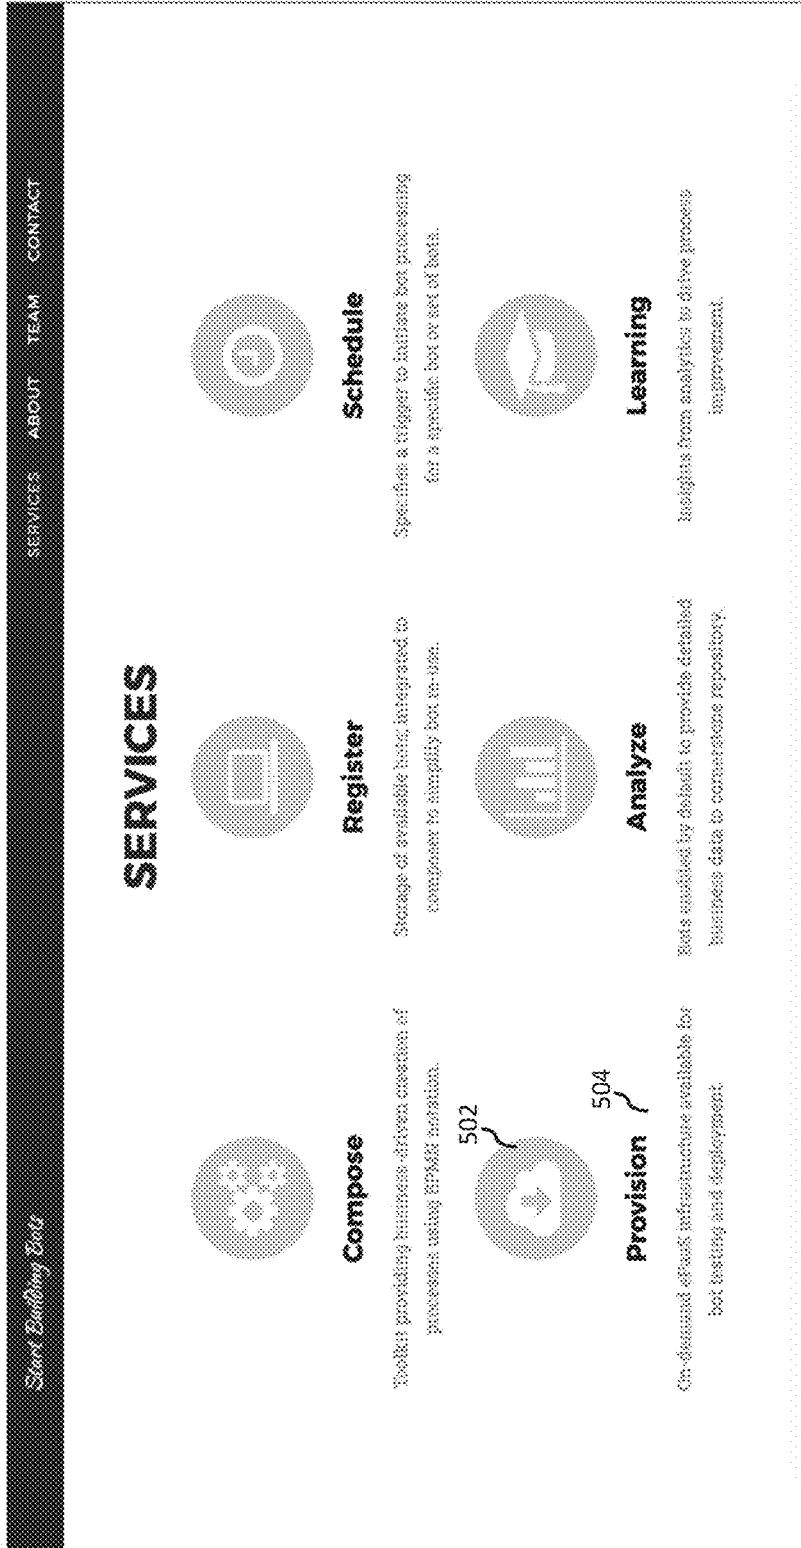 Start Building Bots
SERVICES ABOUT TEAM CONTACT
SERVICES
Compose
Toolkit providing business-driven creation of
processes using BPMN notation.
Register
Storage of available bots, integrated to
composer to simplify bot re-use.
Schedule
Specifies a trigger to initiate bot processing
for a specific bot or set of bots.
502
504
Provision
On-demand ePaaS infrastructure available for
bot testing and deployment
Analyze
Bots enabled by default to provide detailed
business data to cornerstone repository.
Learning
Insights from analytics to drive process
improvement.